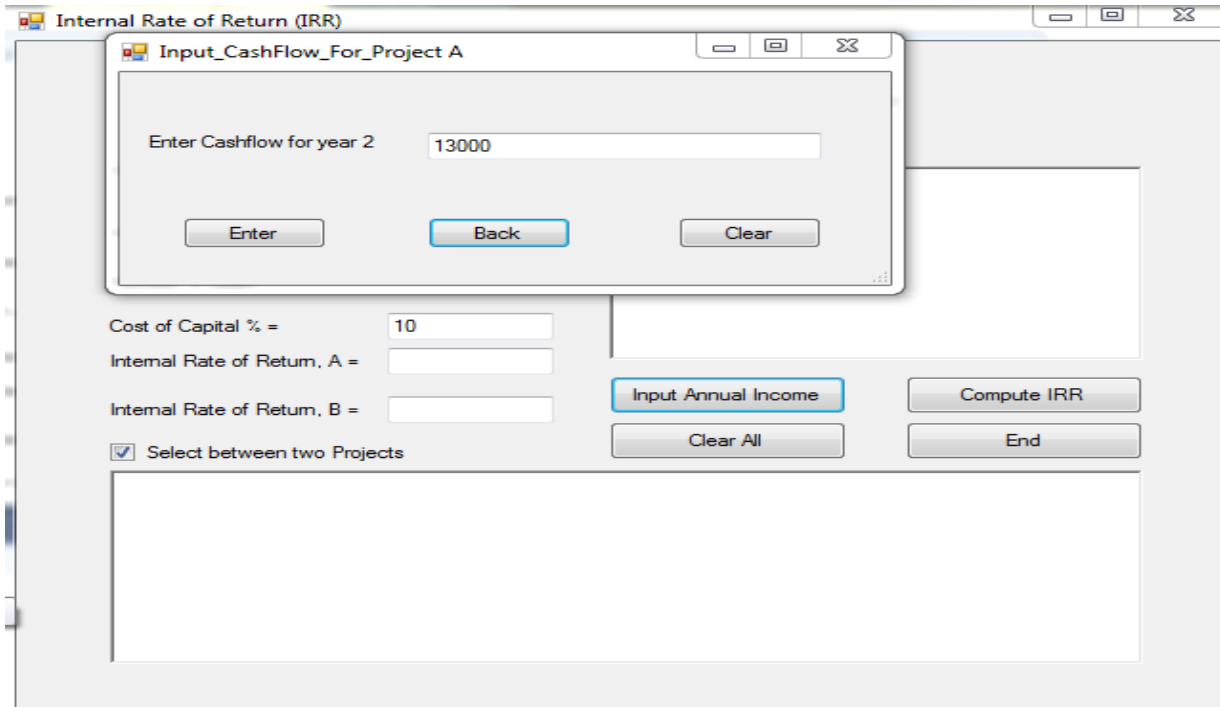 Internal Rate of Return (IRR)
Input_CashFlow_For_Project A
Enter Cashflow for year 2
13000
Enter
Back
Clear
Cost of Capital % =
10
Internal Rate of Return, A =
Input Annual Income
Compute IRR
Internal Rate of Return, B =
Clear All
End
Select between two Projects